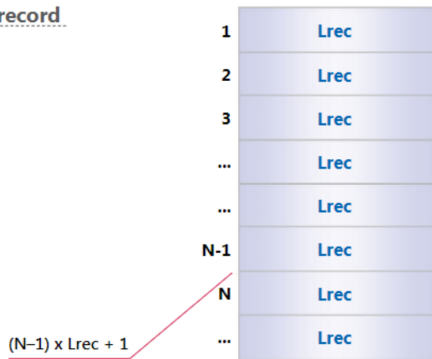 record
1 Lrec
2 Lrec
3 Lrec
... Lrec
... Lrec
N-1 Lrec
N Lrec
(N–1) x Lrec + 1
... Lrec